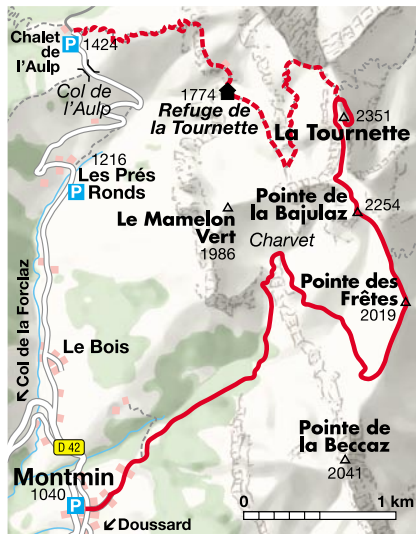 Chalet
de
l'Aulp
P
1424
Col de
l'Aulp
1774
Refuge de
la Tournette
2351
La Tournette
1216
Les Prés
Ronds
P
Le Mamelon
Vert
1986
Pointe de
la Bajulaz
2254
Charvet
Pointe des
Frêtes
2019
Col de la Forclaz
Le Bois
D 42
Montmin
1040
P
Doussard
Pointe de
la Beccaz
2041
0 1 km